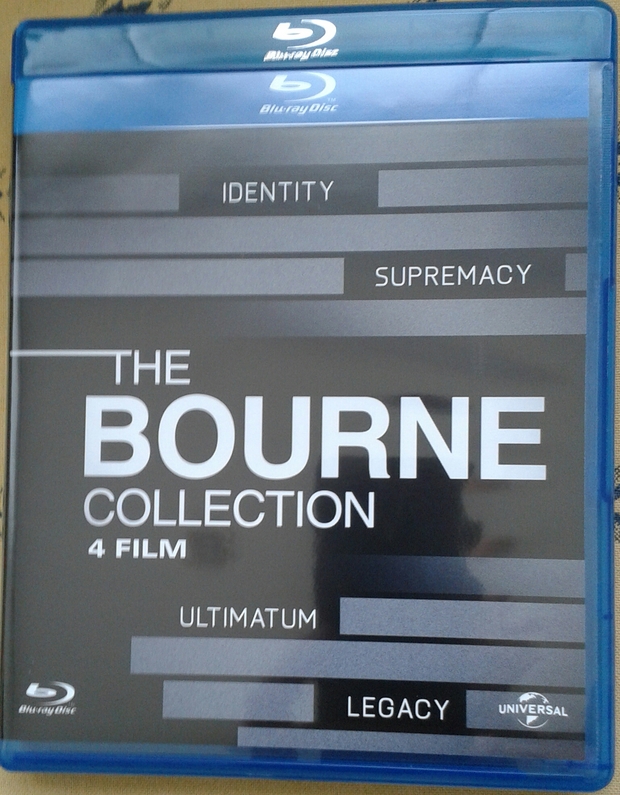 Blu-ray Disc
Blu-ray Disc
IDENTITY
SUPREMACY
THE
BOURNE
COLLECTION
4 FILM
ULTIMATUM
LEGACY
Blu-ray Disc
UNIVERSAL